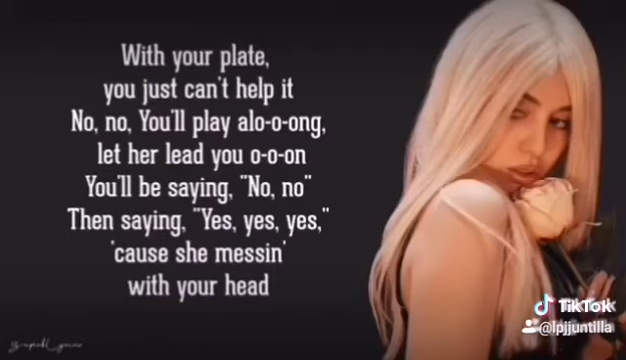 With your plate,
you just can't help it
No, no, You'll play alo-o-ong,
let her lead you o-o-on
You'll be saying, "No, no"
Then saying, "Yes, yes, yes,"
'cause she messin'
with your head
TikTok
@lpjjuntilla